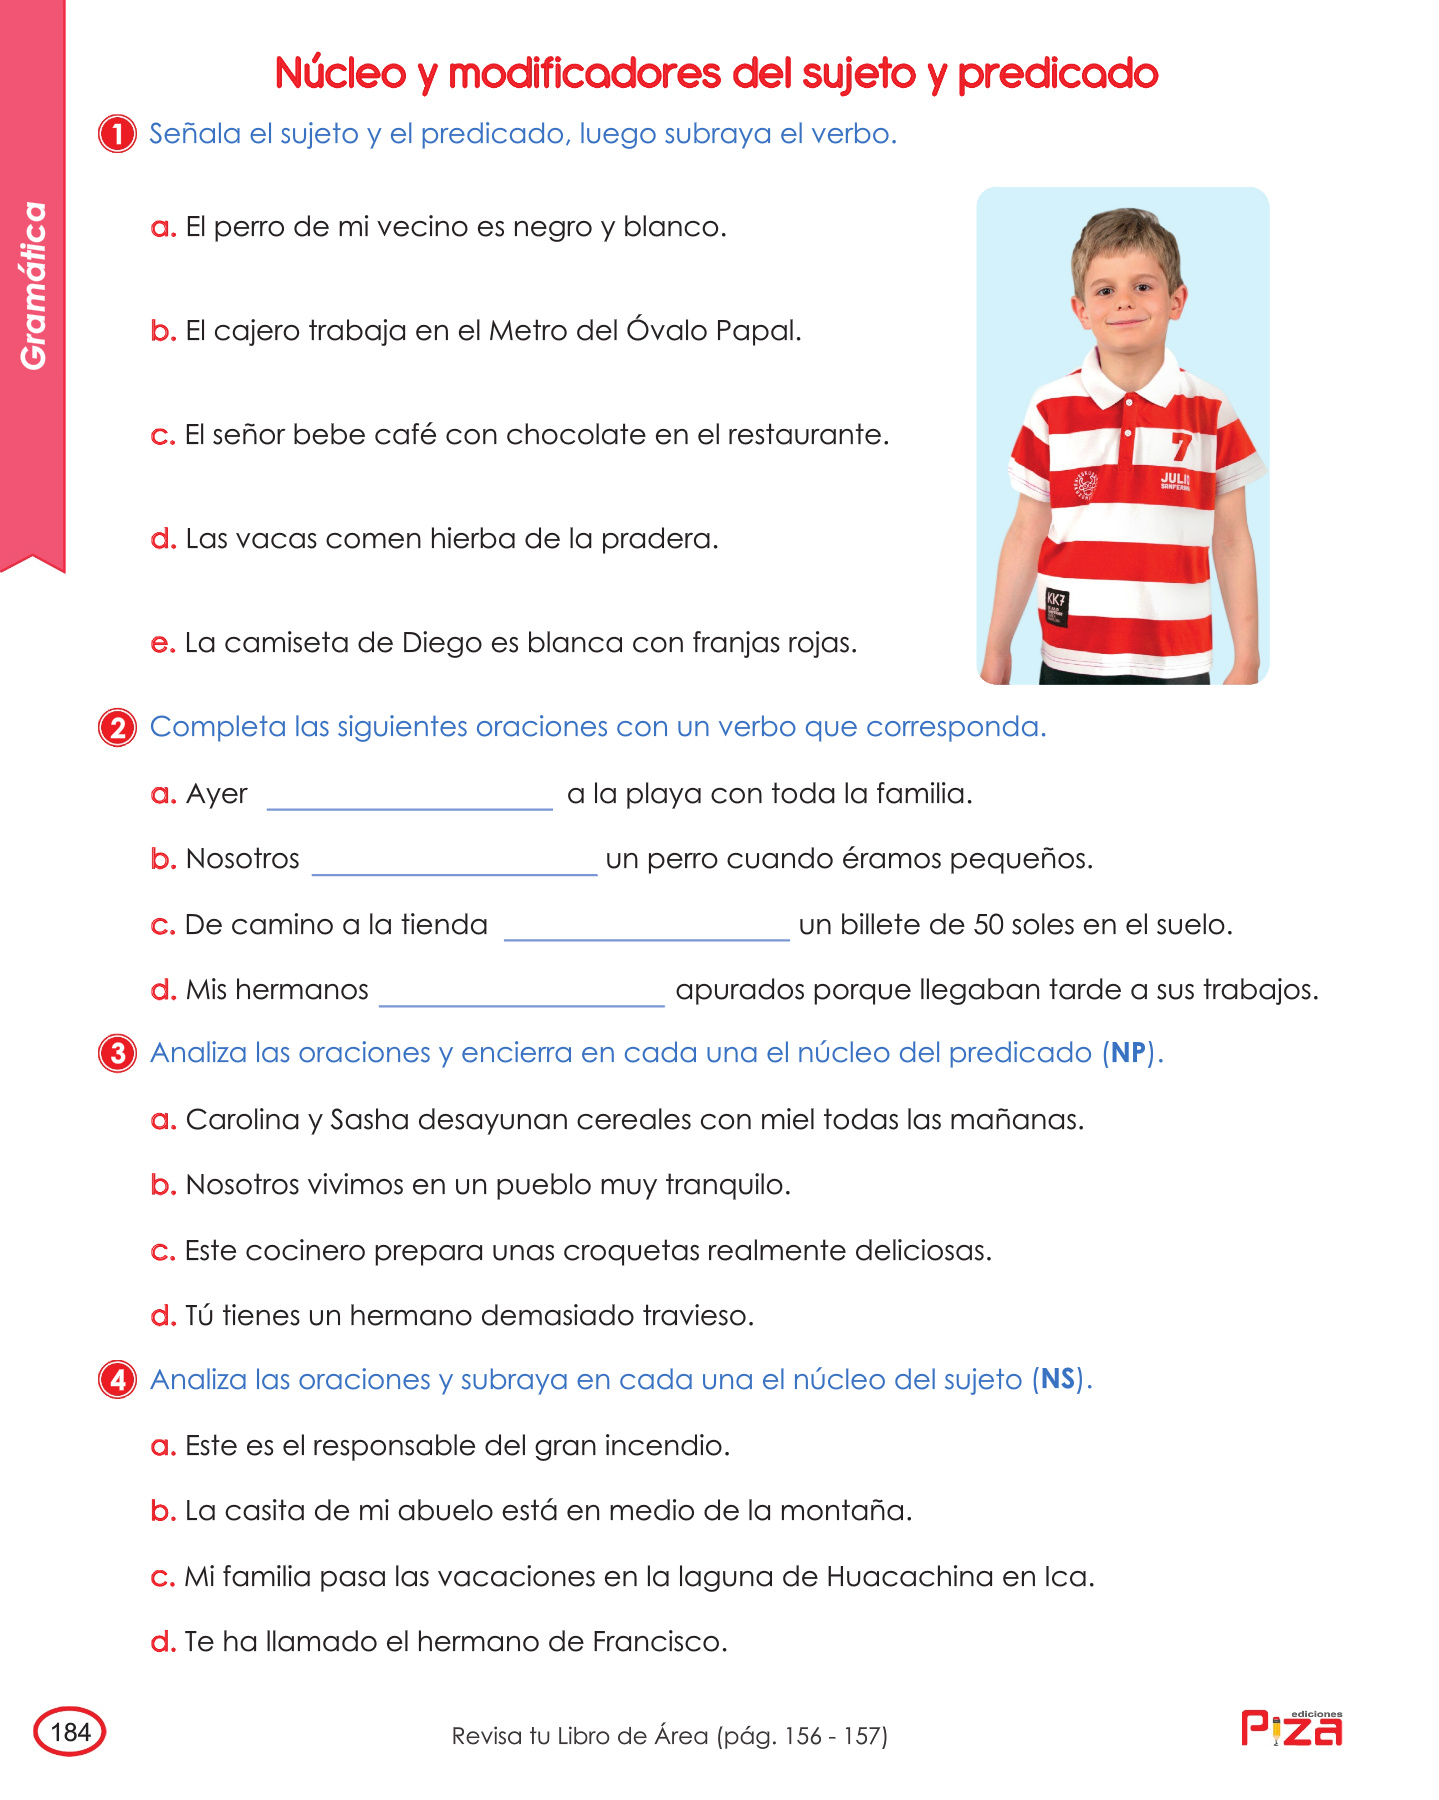 Núcleo y modificadores del sujeto y predicado
Gramática
1 Señala el sujeto y el predicado, luego subraya el verbo.
a. El perro de mi vecino es negro y blanco.
b. El cajero trabaja en el Metro del Óvalo Papal.
c. El señor bebe café con chocolate en el restaurante.
d. Las vacas comen hierba de la pradera.
e. La camiseta de Diego es blanca con franjas rojas.
7
KK7
2 Completa las siguientes oraciones con un verbo que corresponda.
a. Ayer ____________________ a la playa con toda la familia.
b. Nosotros ____________________ un perro cuando éramos pequeños.
c. De camino a la tienda ____________________ un billete de 50 soles en el suelo.
d. Mis hermanos ____________________ apurados porque llegaban tarde a sus trabajos.
3 Analiza las oraciones y encierra en cada una el núcleo del predicado (NP).
a. Carolina y Sasha desayunan cereales con miel todas las mañanas.
b. Nosotros vivimos en un pueblo muy tranquilo.
c. Este cocinero prepara unas croquetas realmente deliciosas.
d. Tú tienes un hermano demasiado travieso.
4 Analiza las oraciones y subraya en cada una el núcleo del sujeto (NS).
a. Este es el responsable del gran incendio.
b. La casita de mi abuelo está en medio de la montaña.
c. Mi familia pasa las vacaciones en la laguna de Huacachina en Ica.
d. Te ha llamado el hermano de Francisco.
184
Revisa tu Libro de Área (pág. 156 - 157)
ediciones
Piza